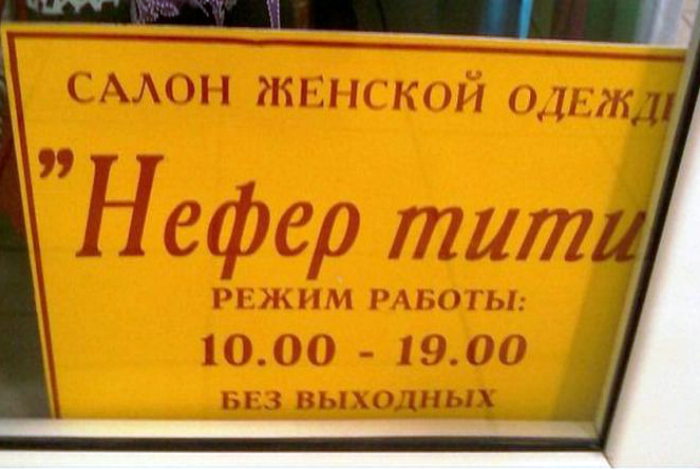 САЛОН ЖЕНСКОЙ ОДЕЖД
"Нефер тити
РЕЖИМ РАБОТЫ:
10.00 - 19.00
БЕЗ ВЫХОДНЫХ